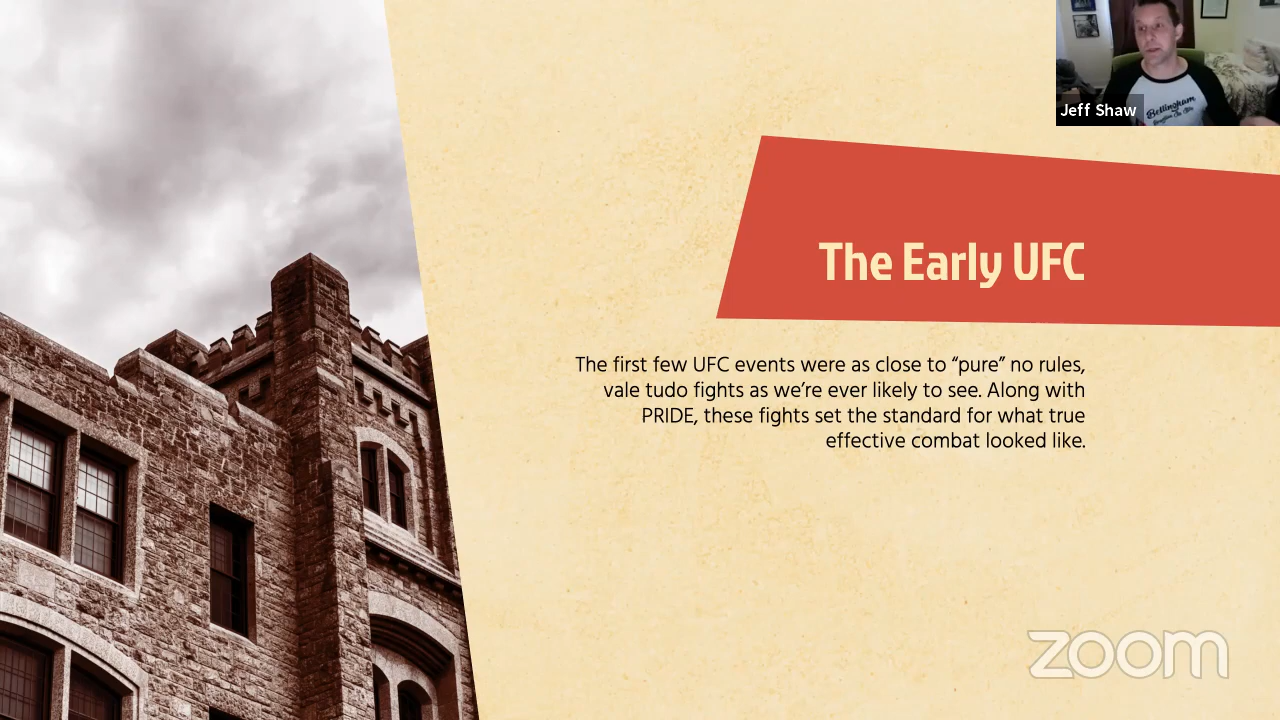 Bellingham
Jeff Shaw
The Early UFC
The first few UFC events were as close to “pure” no rules,
vale tudo fights as we’re ever likely to see. Along with
PRIDE, these fights set the standard for what true
effective combat looked like.
zoom